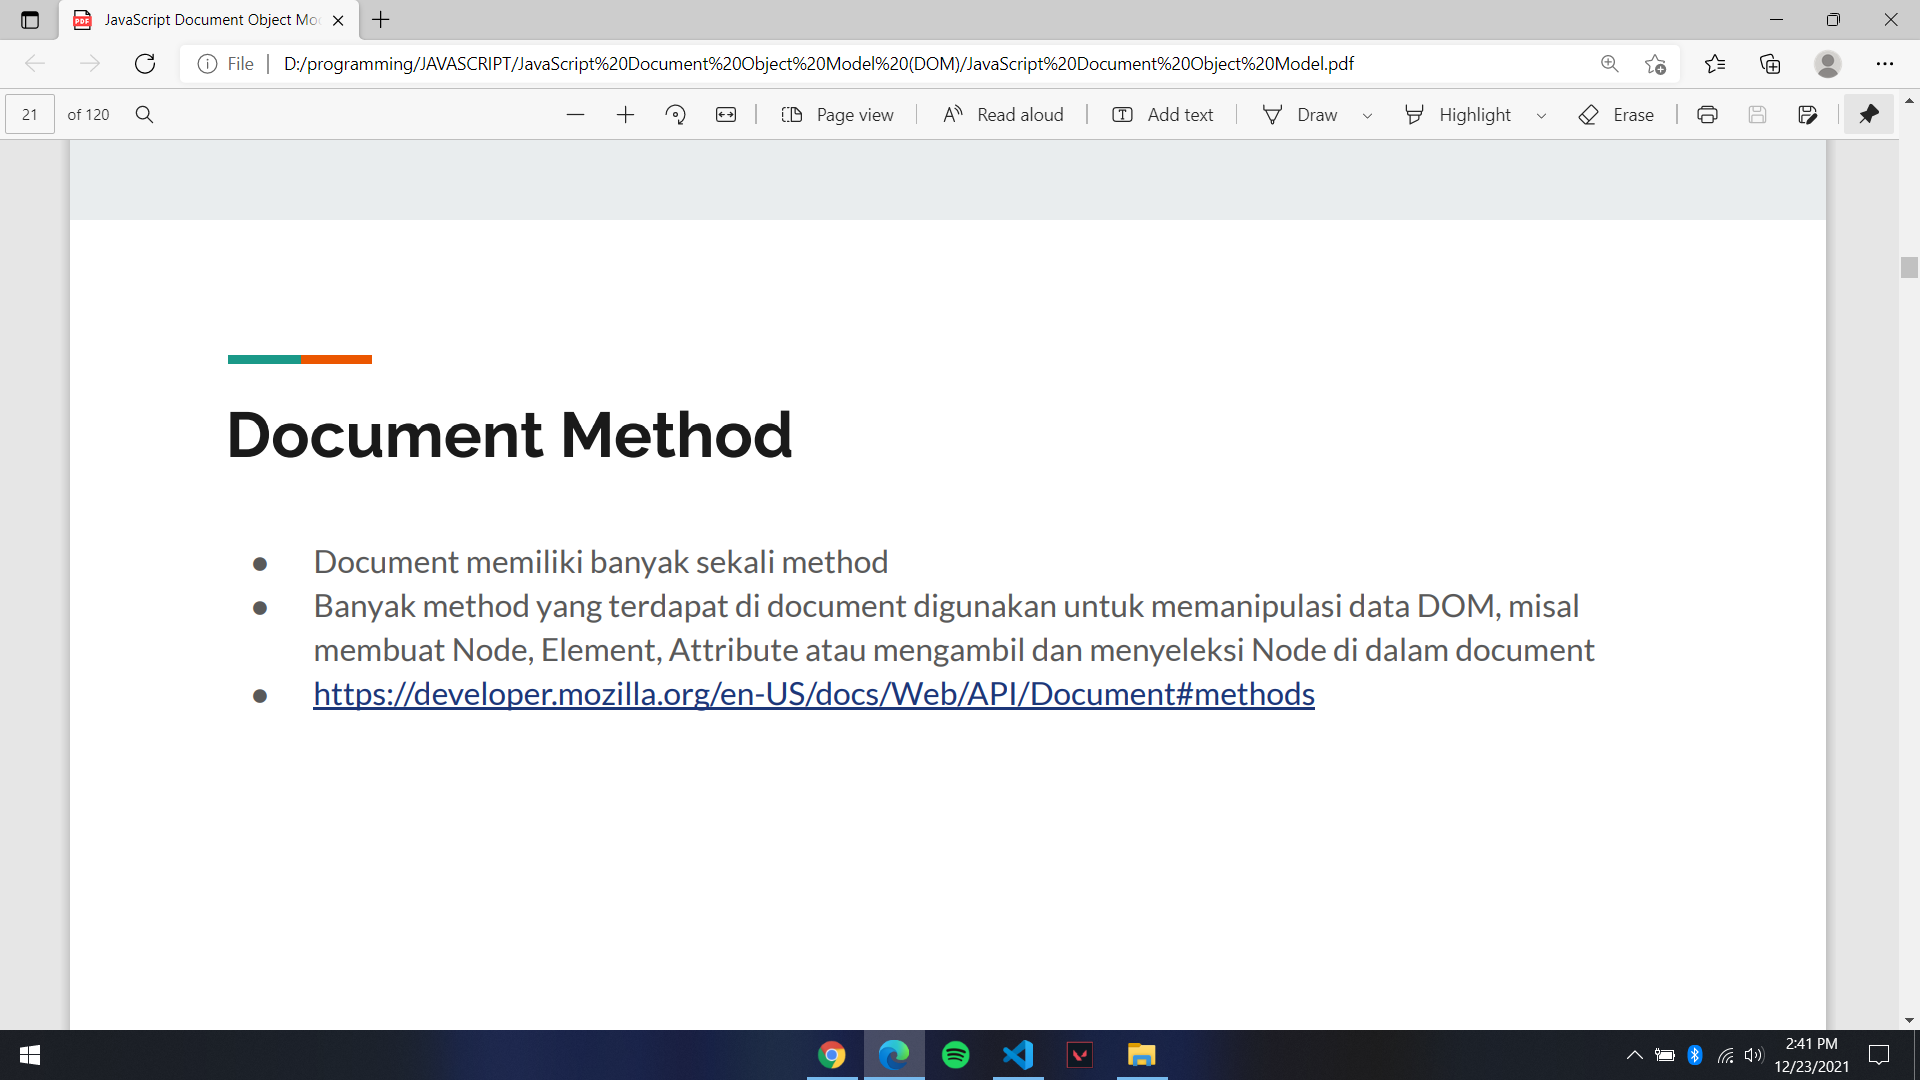 JavaScript Document Object Mo
File
D:/programming/JAVASCRIPT/JavaScript%20Document%20Object%20Model%20(DOM)/JavaScript%20Document%20Object%20Model.pdf
21 of 120
Page view
Read aloud
Add text
Draw
Highlight
Erase
Document Method
● Document memiliki banyak sekali method
● Banyak method yang terdapat di document digunakan untuk memanipulasi data DOM, misal
membuat Node, Element, Attribute atau mengambil dan menyeleksi Node di dalam document
● https://developer.mozilla.org/en-US/docs/Web/API/Document#methods
2:41 PM
12/23/2021